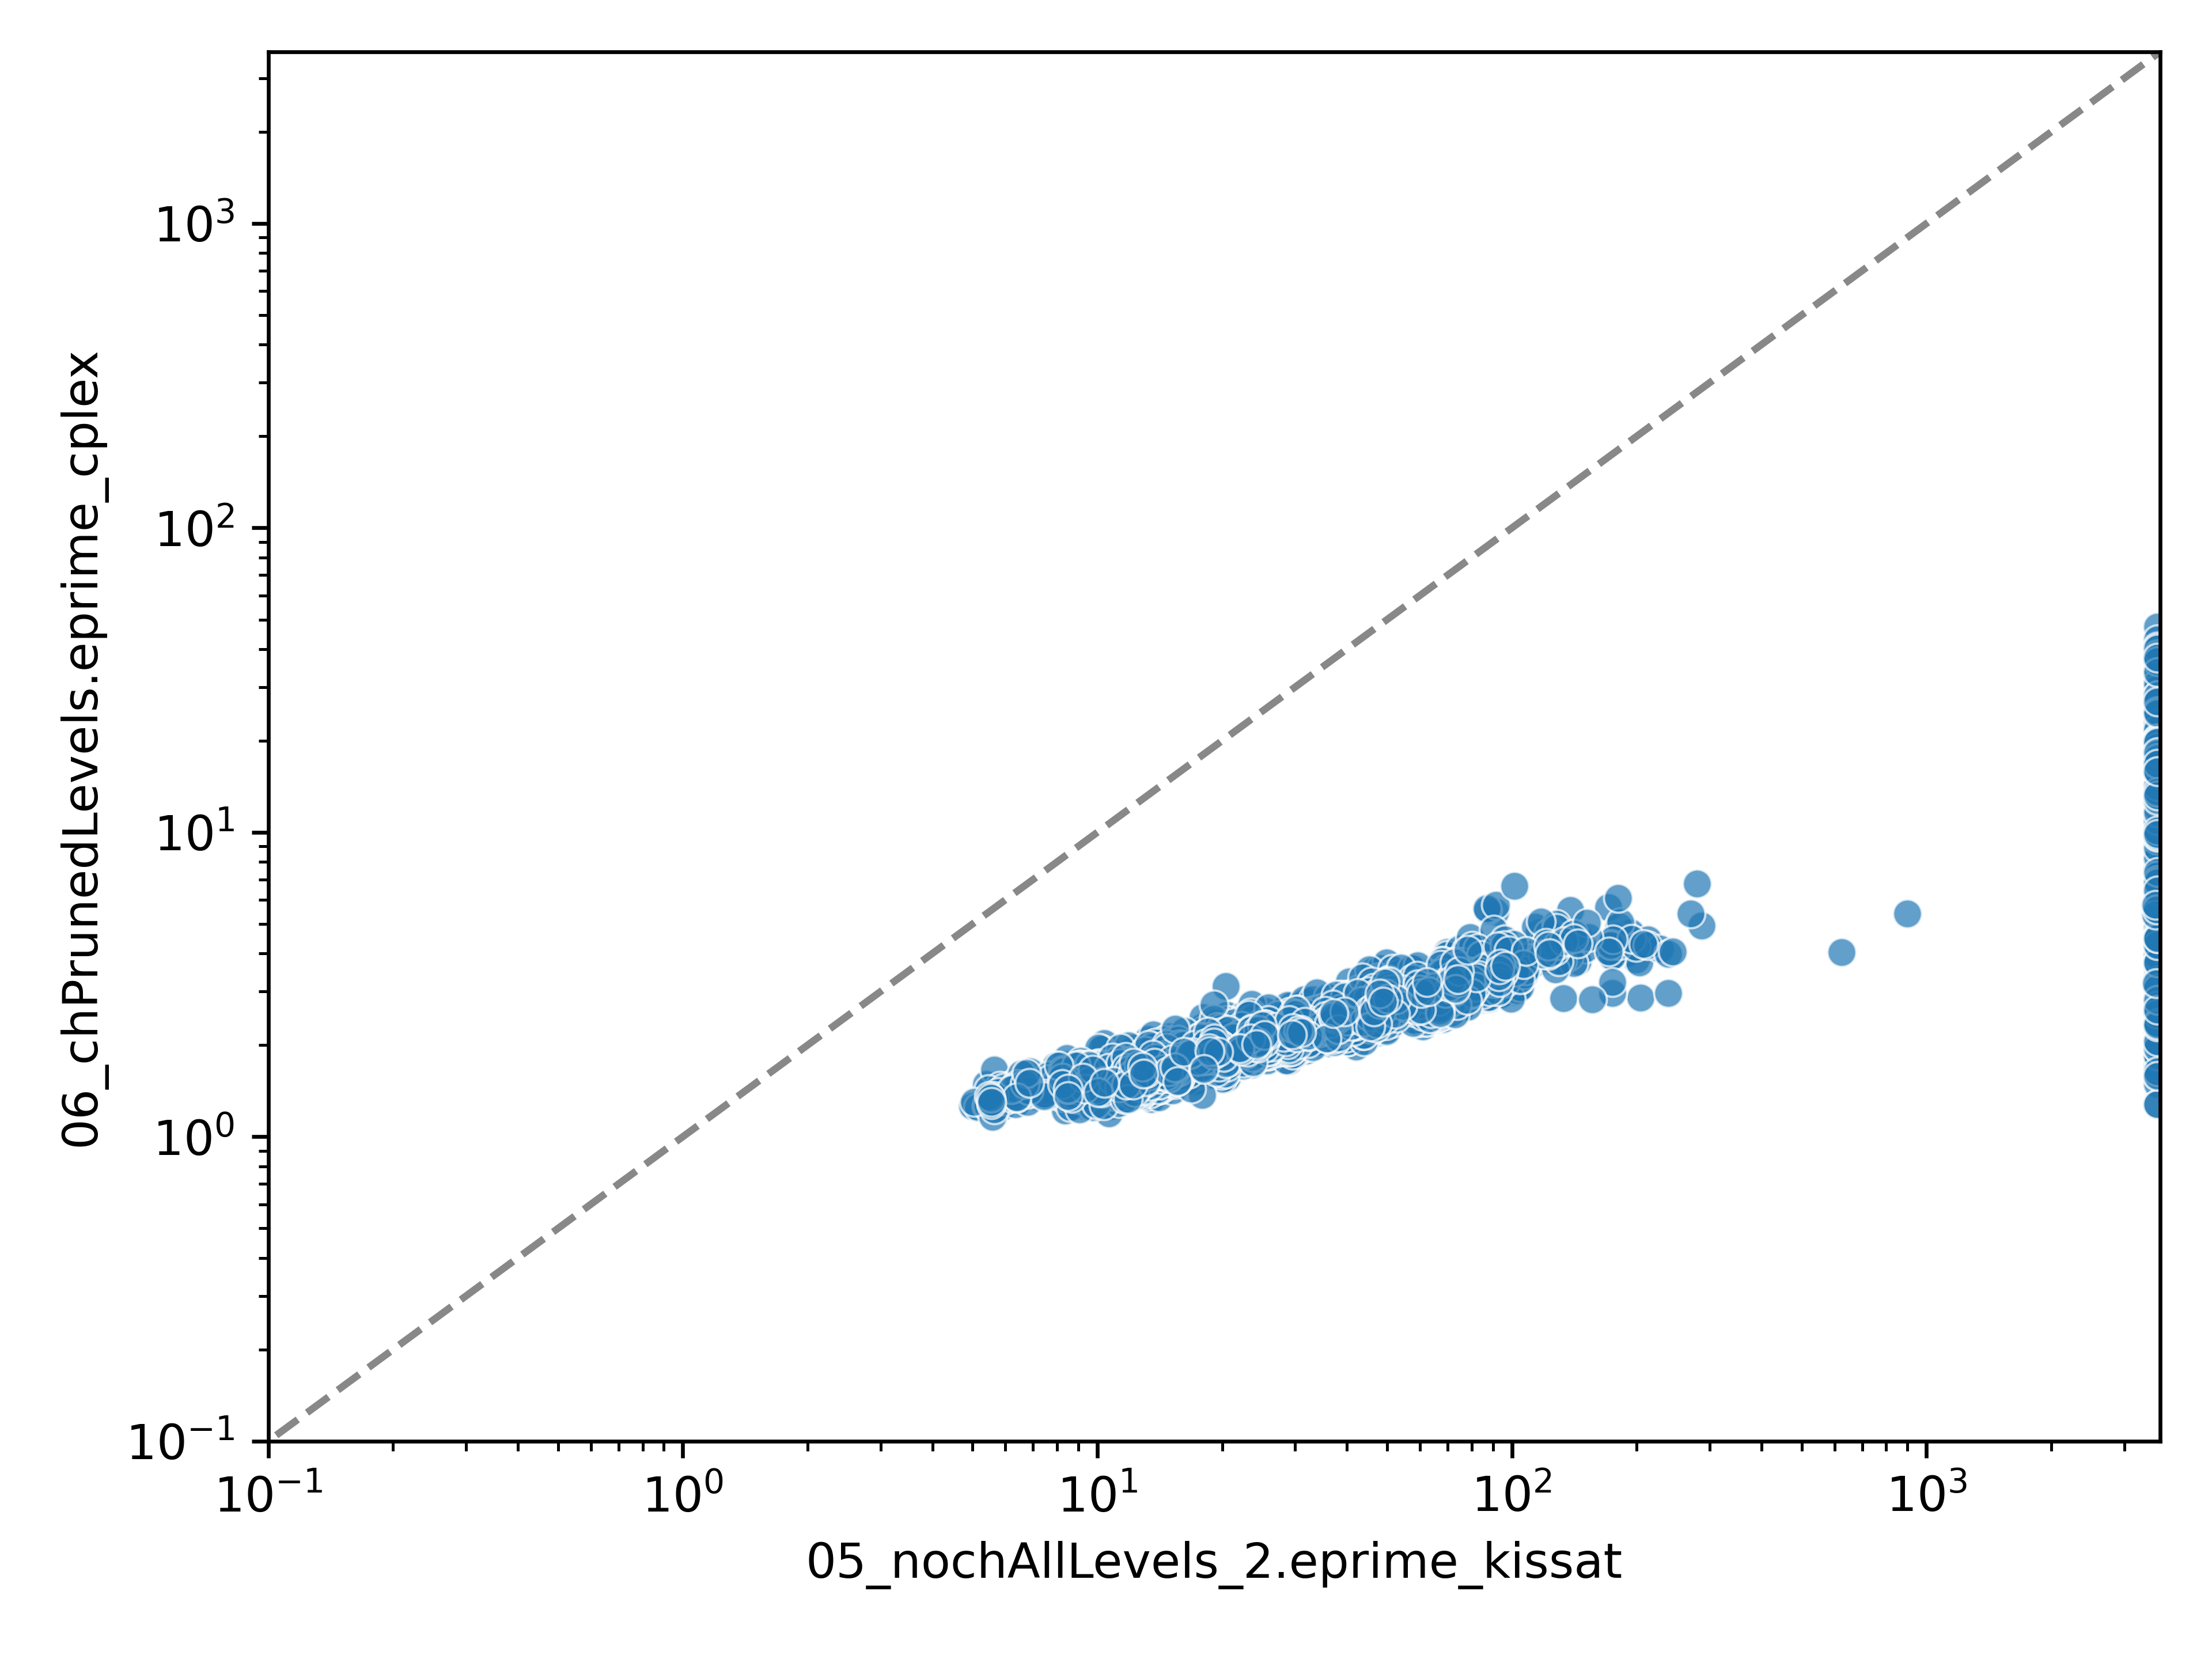 06_chPrunedLevels.eprime_cplex
10³
10²
10¹
10⁰
10⁻¹
10⁻¹ 10⁰ 10¹ 10² 10³
05_nochAllLevels_2.eprime_kissat